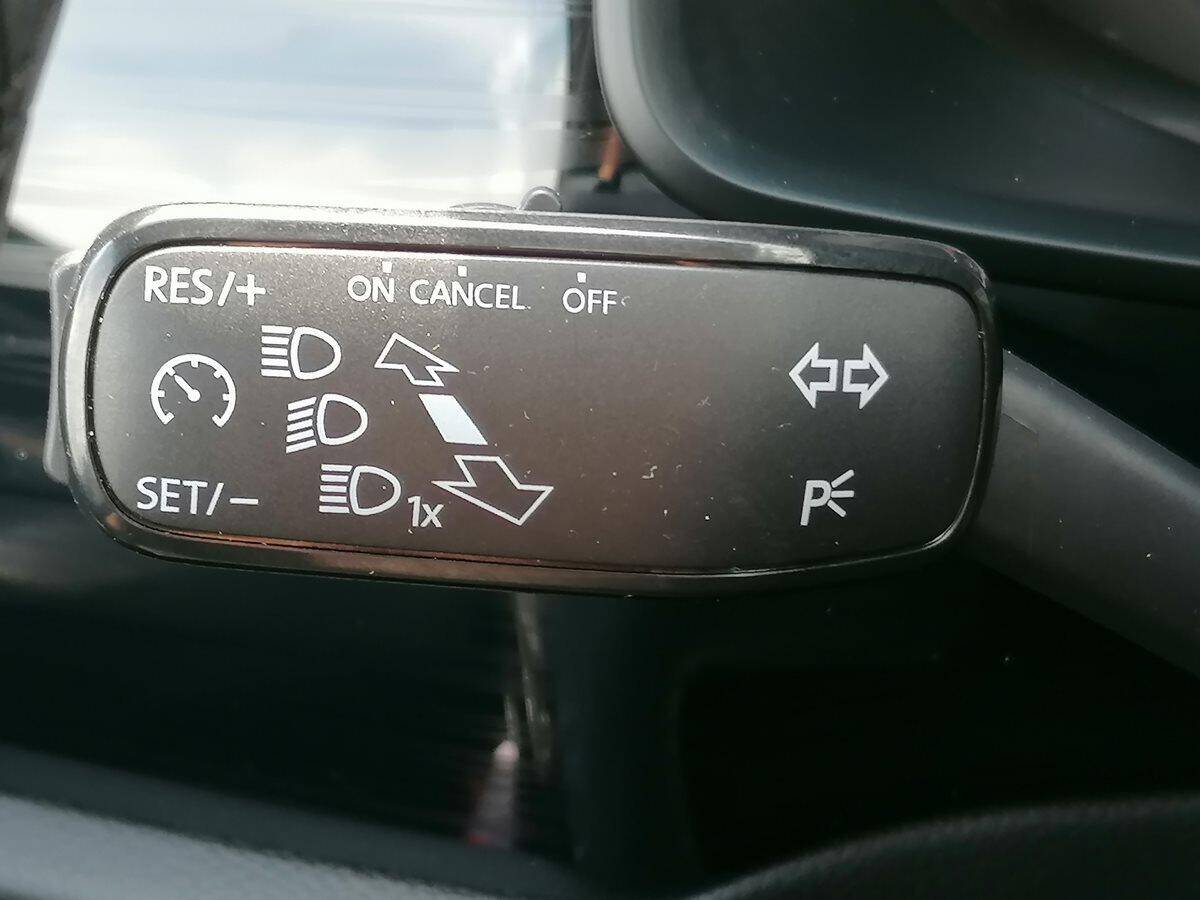 RES/+
ON CANCEL OFF
SET/-
1x
P